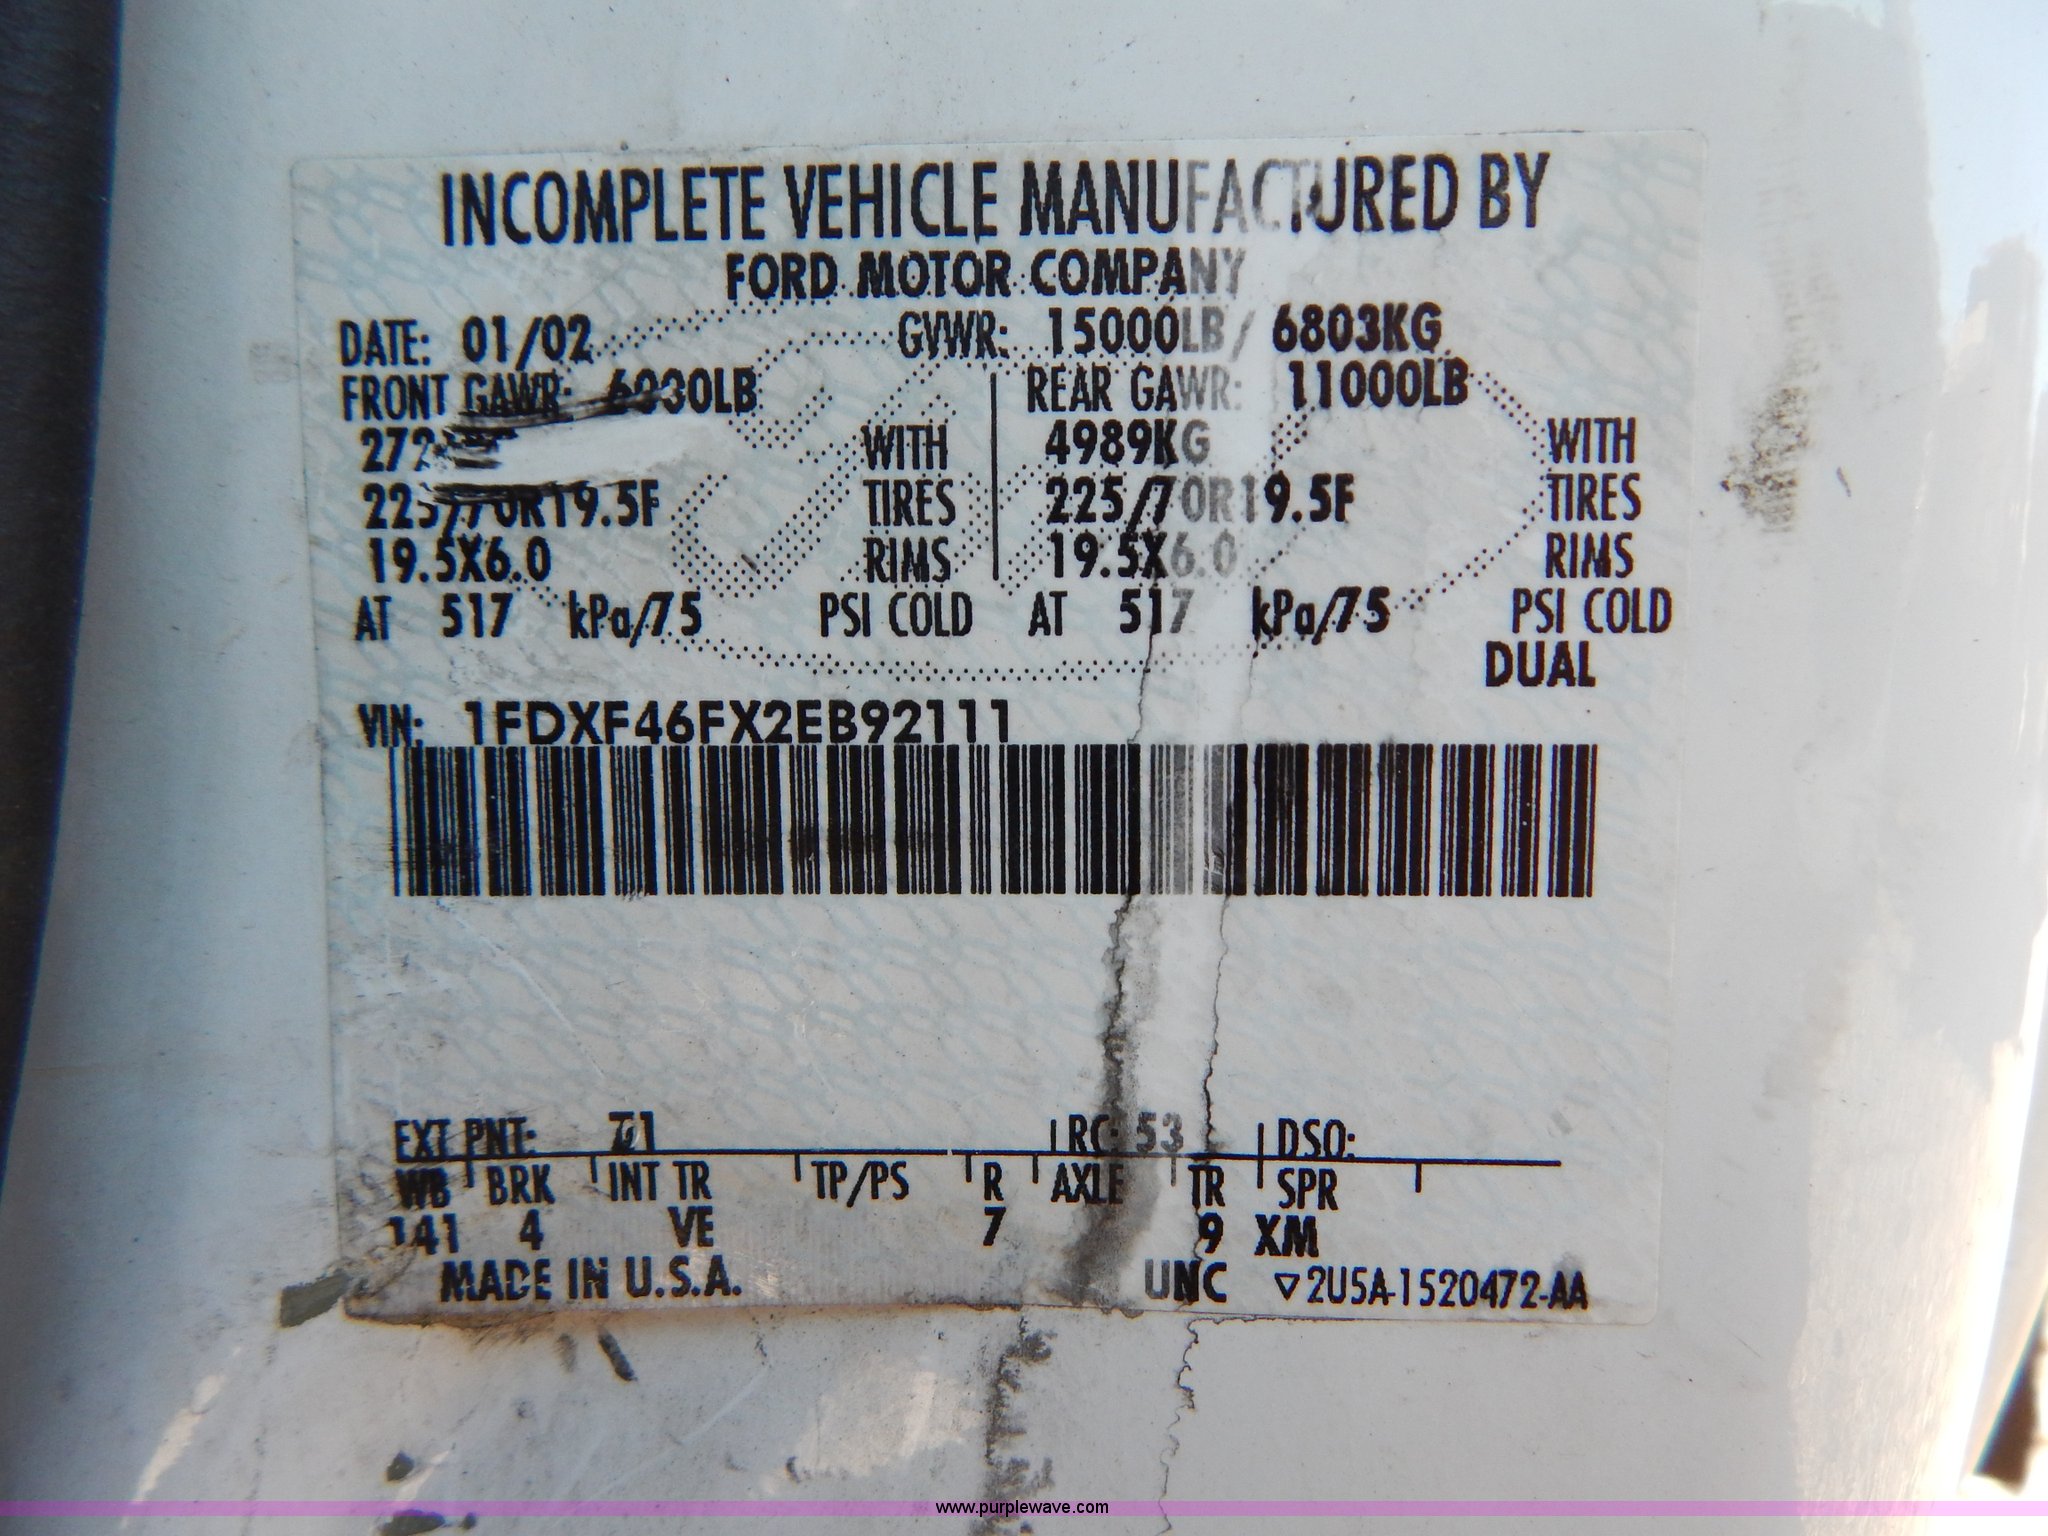 INCOMPLETE VEHICLE MANUFACTURED BY
FORD MOTOR COMPANY
DATE: 01/02 GVWR: 15000LB/ 6803KG
FRONT GAWR: 6000LB REAR GAWR: 11000LB
WITH 4989KG WITH
225/70R19.5F TIRES 225/70R19.5F TIRES
19.5X6.0 RIMS 19.5X6.0 RIMS
AT 517 kPa/75 PSI COLD AT 517 kPa/75 PSI COLD
DUAL
VIN: 1FDXF46FX2EB92111
EXT PNT: RC: 53 DSO:
WB BRK INT TR TP/PS R AXLE TR SPR
141 4 VE 7 9 XM
MADE IN U.S.A. UNC ▽2U5A-1520472-AA
www.purplewave.com